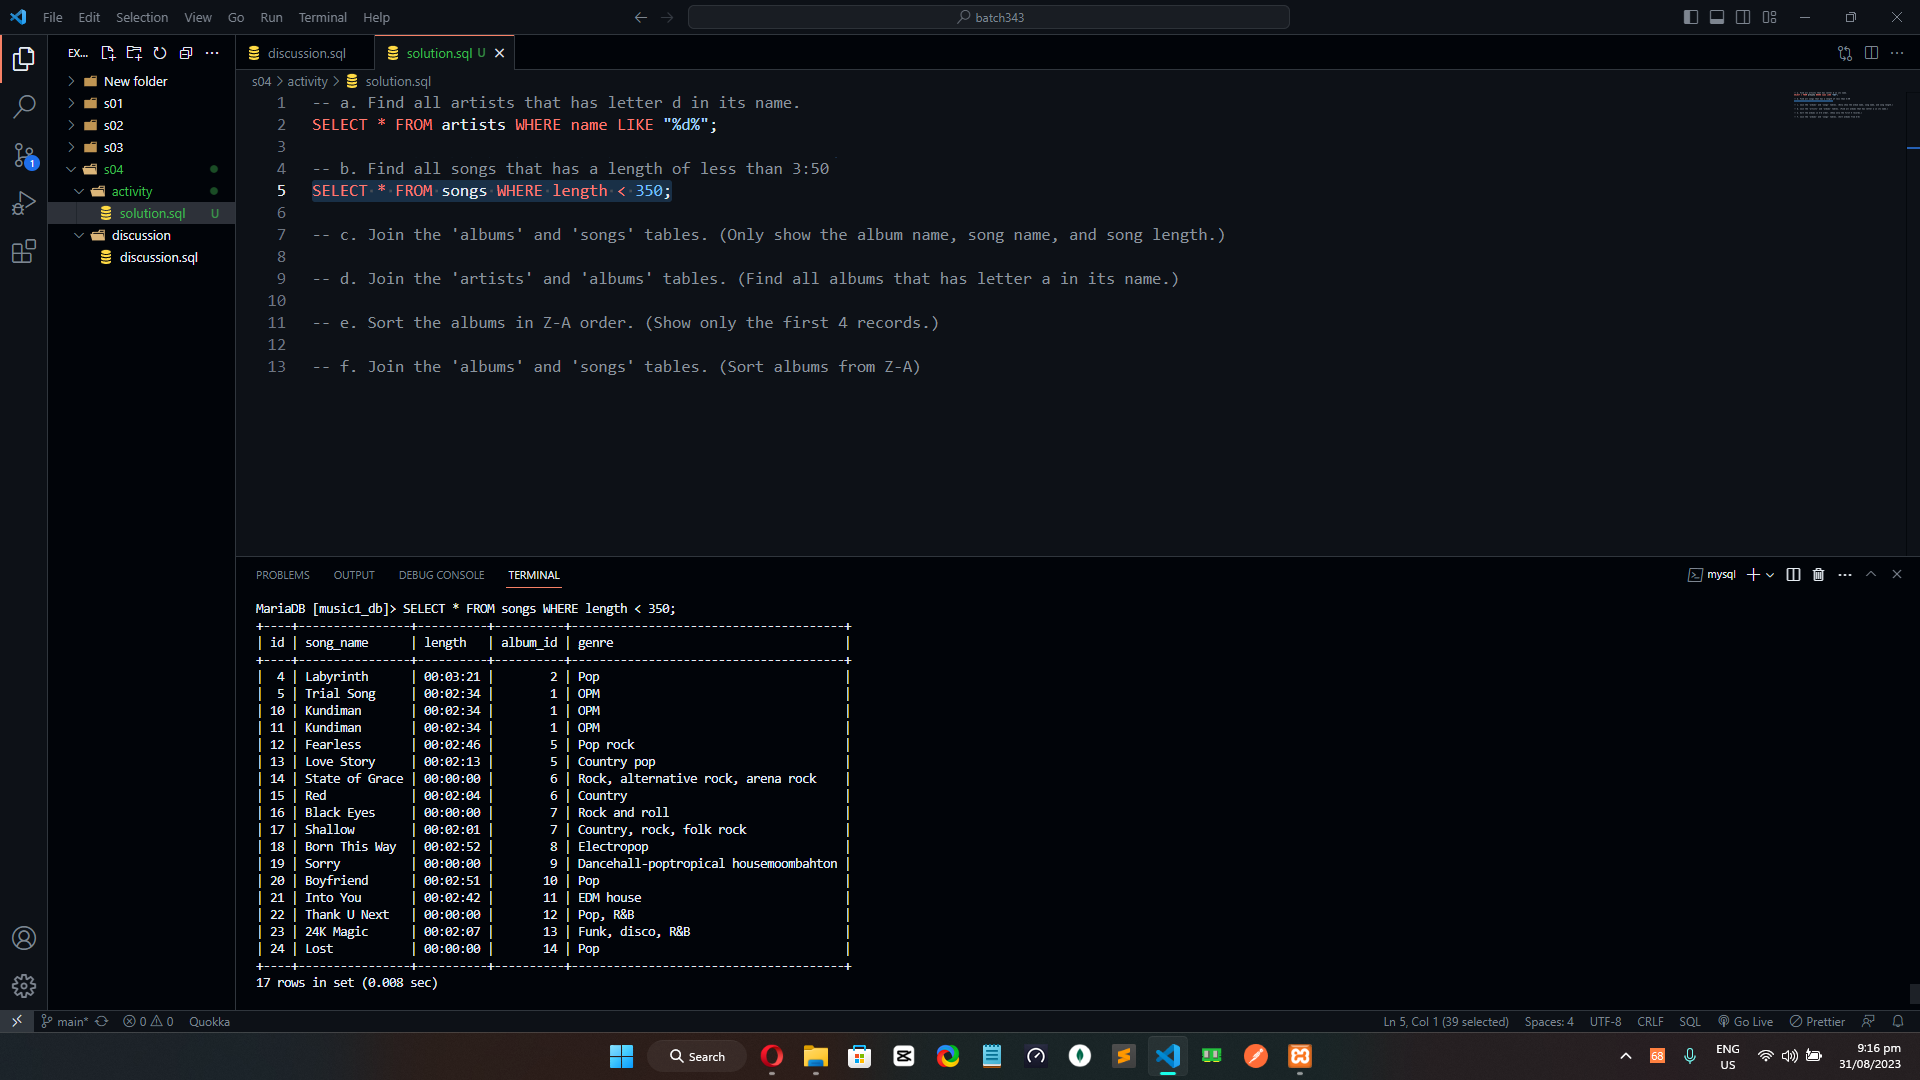 File Edit Selection View Go Run Terminal Help
batch343
EX...
New folder
s01
s02
s03
s04
activity
solution.sql U
discussion
discussion.sql
1
discussion.sql
solution.sql U
s04 > activity > solution.sql
1 -- a. Find all artists that has letter d in its name.
2 SELECT * FROM artists WHERE name LIKE "%d%";
3
4 -- b. Find all songs that has a length of less than 3:50
5 SELECT * FROM songs WHERE length < 350;
6
7 -- c. Join the 'albums' and 'songs' tables. (Only show the album name, song name, and song length.)
8
9 -- d. Join the 'artists' and 'albums' tables. (Find all albums that has letter a in its name.)
10
11 -- e. Sort the albums in Z-A order. (Show only the first 4 records.)
12
13 -- f. Join the 'albums' and 'songs' tables. (Sort albums from Z-A)
PROBLEMS OUTPUT DEBUG CONSOLE TERMINAL
mysql
MariaDB [music1_db]> SELECT * FROM songs WHERE length < 350;
+----+----------------+----------+----------+---------------------------------------+
| id | song_name | length | album_id | genre |
+----+----------------+----------+----------+---------------------------------------+
| 4 | Labyrinth | 00:03:21 | 2 | Pop |
| 5 | Trial Song | 00:02:34 | 1 | OPM |
| 10 | Kundiman | 00:02:34 | 1 | OPM |
| 11 | Kundiman | 00:02:34 | 1 | OPM |
| 12 | Fearless | 00:02:46 | 5 | Pop rock |
| 13 | Love Story | 00:02:13 | 5 | Country pop |
| 14 | State of Grace | 00:00:00 | 6 | Rock, alternative rock, arena rock |
| 15 | Red | 00:02:04 | 6 | Country |
| 16 | Black Eyes | 00:00:00 | 7 | Rock and roll |
| 17 | Shallow | 00:02:01 | 7 | Country, rock, folk rock |
| 18 | Born This Way | 00:02:52 | 8 | Electropop |
| 19 | Sorry | 00:00:00 | 9 | Dancehall-poptropical housemoombahton |
| 20 | Boyfriend | 00:02:51 | 10 | Pop |
| 21 | Into You | 00:02:42 | 11 | EDM house |
| 22 | Thank U Next | 00:00:00 | 12 | Pop, R&B |
| 23 | 24K Magic | 00:02:07 | 13 | Funk, disco, R&B |
| 24 | Lost | 00:00:00 | 14 | Pop |
+----+----------------+----------+----------+---------------------------------------+
17 rows in set (0.008 sec)
main* 0 0 Quokka
Ln 5, Col 1 (39 selected) Spaces: 4 UTF-8 CRLF SQL Go Live Prettier
Search
68
ENG
US
9:16 pm
31/08/2023